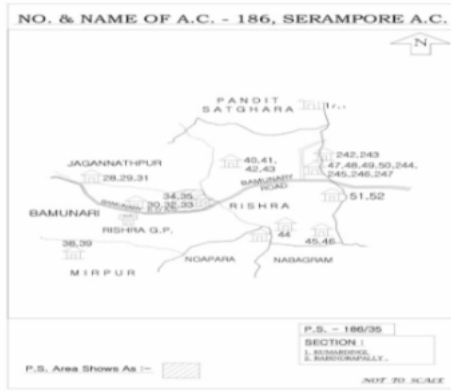 NO. & NAME OF A.C. - 186, SERAMPORE A.C.
N
PANDIT
SATGHARA
JAGANNATHPUR
28,29,31
40,41,
42,43
242,243
47,48,49,50,244,
245,246,247
BAMUNARY
ROAD
51,52
34,35
30,32,33
RISHRA
BAMUNARI
RISHRA G.P.
44
45,46
38,39
NOAPARA
NABAGRAM
MIRPUR
P.S. - 186/35
SECTION :
P.S. Area Shows As :-
NOT TO SCALE